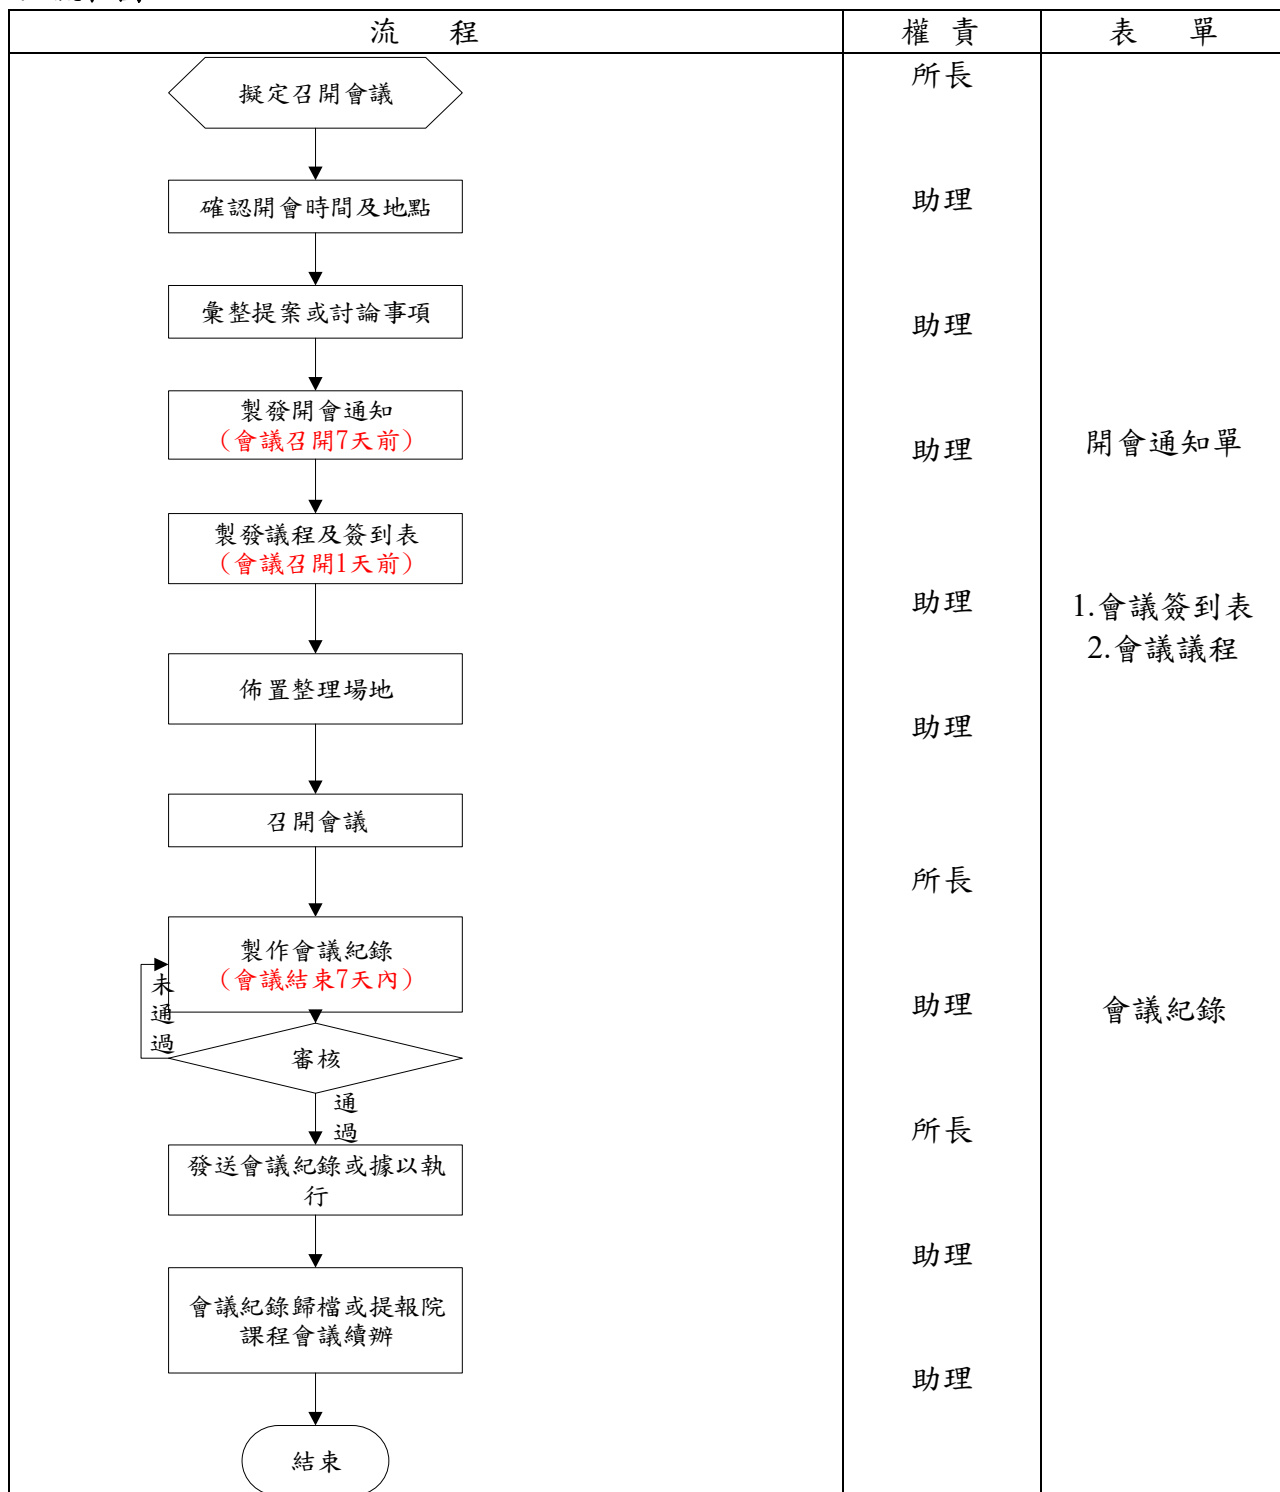 流 程 權 責 表 單
擬定召開會議 所長
確認開會時間及地點 助理
彙整提案或討論事項 助理
製發開會通知
（會議召開7天前） 助理 開會通知單
製發議程及簽到表
（會議召開1天前）
助理 1.會議簽到表
2.會議議程
佈置整理場地
助理
召開會議
所長
製作會議紀錄
（會議結束7天內）
未通過
助理 會議紀錄
審核
通過
所長
發送會議紀錄或據以執
行
助理
會議紀錄歸檔或提報院
課程會議續辦
助理
結束